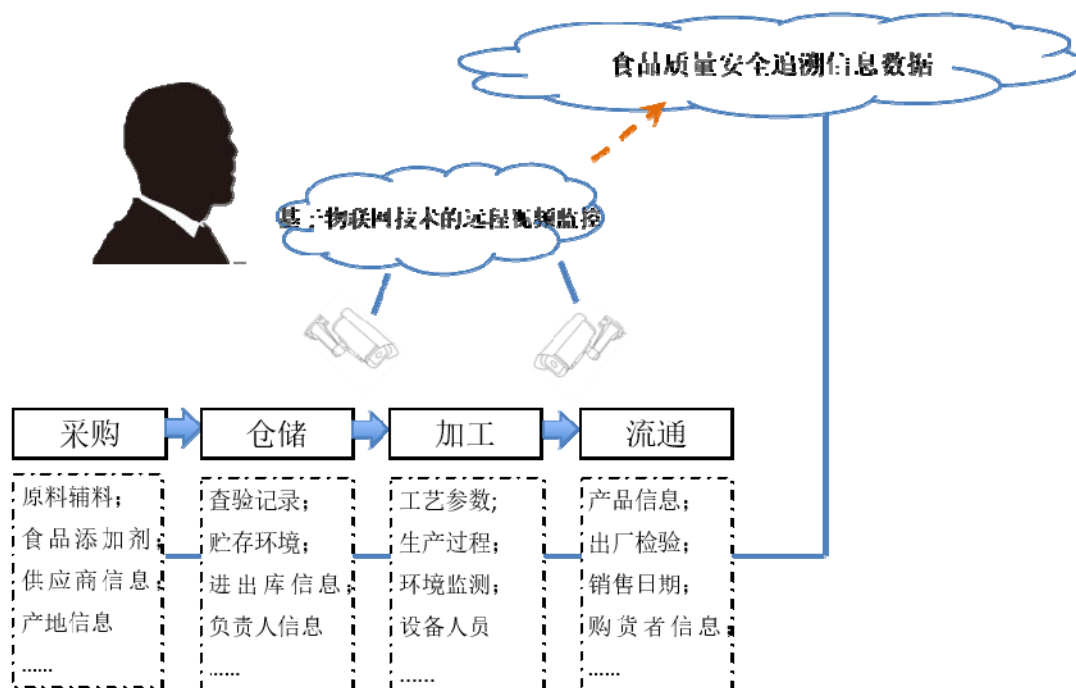 食品质量安全追溯信息数据
基于物联网技术的远程视频监控
采购
仓储
加工
流通
原料辅料；
食品添加剂；
供应商信息；
产地信息
……
查验记录；
贮存环境；
进出库信息；
负责人信息
……
工艺参数;
生产过程；
环境监测；
设备人员
……
产品信息；
出厂检验；
销售日期；
购货者信息；
……